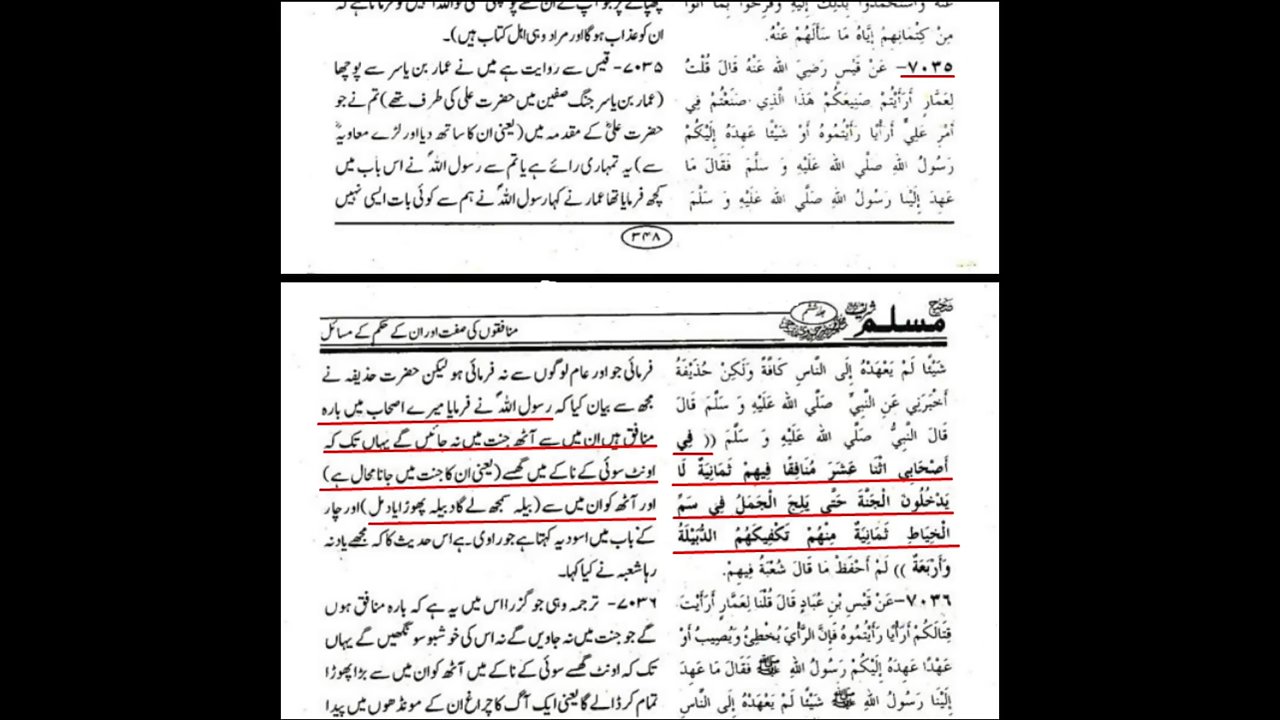 عَنْهُ وَاسْتَحْمَدُوا بِذَلِكَ إِلَيْهِ وَفَرِحُوا بِمَا أَتَوْا
مِنْ كِتْمَانِهِمْ إِيَّاهُ مَا سَأَلَهُمْ عَنْهُ.
٧٠٣٥- عَنْ قَيْسٍ رَضِيَ اللهُ عَنْهُ قَالَ قُلْتُ
لِعَمَّارٍ أَرَأَيْتُمْ صَنِيعَكُمْ هَذَا الَّذِي صَنَعْتُمْ فِي
أَمْرِ عَلِيٍّ أَرَأْيًا رَأَيْتُمُوهُ أَوْ شَيْئًا عَهِدَهُ إِلَيْكُمْ
رَسُولُ اللهِ صَلَّي الله عَلَيْهِ وَ سَلَّمَ فَقَالَ مَا
عَهِدَ إِلَيْنَا رَسُولُ اللهِ صَلَّي الله عَلَيْهِ وَ سَلَّمَ
ان کو عذاب ہوگا اور مراد وہی اہل کتاب ہیں)۔
۷۰۳۵- قیس سے روایت ہے میں نے عمار بن یاسر سے پوچھا
(عمار بن یاسر جنگ صفین میں حضرت علی کی طرف تھے) تم نے جو
حضرت علیؓ کے مقدمہ میں (یعنی ان کا ساتھ دیا اور لڑے معاویہؓ
سے) یہ تمہاری رائے ہے یا تم سے رسول اللہؐ نے اس باب میں
کچھ فرمایا تھا عمار نے کہا رسول اللہؐ نے ہم سے کوئی بات ایسی نہیں
۳۴۸
صحیح مسلم شریف جلد ششم
منافقوں کی صفت اور ان کے حکم کے مسائل
شَيْئًا لَمْ يَعْهَدْهُ إِلَى النَّاسِ كَافَّةً وَلَكِنْ حُذَيْفَةُ
أَخْبَرَنِي عَنِ النَّبِيِّ صَلَّي الله عَلَيْهِ وَ سَلَّمَ قَالَ
قَالَ النَّبِيُّ صَلَّي الله عَلَيْهِ وَ سَلَّمَ (( فِي
أَصْحَابِي اثْنَا عَشَرَ مُنَافِقًا فِيهِمْ ثَمَانِيَةٌ لَا
يَدْخُلُونَ الْجَنَّةَ حَتَّى يَلِجَ الْجَمَلُ فِي سَمِّ
الْخِيَاطِ ثَمَانِيَةٌ مِنْهُمْ تَكْفِيكَهُمُ الدُّبَيْلَةُ
وَأَرْبَعَةٌ )) لَمْ أَحْفَظْ مَا قَالَ شُعْبَةُ فِيهِمْ.
٧٠٣٦-عَنْ قَيْسِ بْنِ عُبَادٍ قَالَ قُلْنَا لِعَمَّارٍ أَرَأَيْتَ
قِتَالَكُمْ أَرَأْيًا رَأَيْتُمُوهُ فَإِنَّ الرَّأْيَ يُخْطِئُ وَيُصِيبُ أَوْ
عَهْدًا عَهِدَهُ إِلَيْكُمْ رَسُولُ اللهِ ﷺ فَقَالَ مَا عَهِدَ
إِلَيْنَا رَسُولُ اللهِ ﷺ شَيْئًا لَمْ يَعْهَدْهُ إِلَى النَّاسِ
فرمائی جو اور عام لوگوں سے نہ فرمائی ہو لیکن حضرت حذیفہ نے
مجھ سے بیان کیا کہ رسول اللہؐ نے فرمایا میرے اصحاب میں بارہ
منافق ہیں ان میں سے آٹھ جنت میں نہ جائیں گے یہاں تک کہ
اونٹ سوئی کے ناکے میں گھسے (یعنی ان کا جنت میں جانا محال ہے)
اور آٹھ کو ان میں سے (بیلہ سمجھ لے گا دبیلہ پھوڑا یا دمل) اور چار
کے باب میں اسود یہ کہتا ہے جو راوی ہے اس حدیث کا کہ مجھے یاد نہ
رہا شعبہ نے کیا کہا۔
۷۰۳۶- ترجمہ وہی جو گزرا اس میں یہ ہے کہ بارہ منافق ہوں
گے جو جنت میں نہ جاویں گے نہ اس کی خوشبو سونگھیں گے یہاں
تک کہ اونٹ گھسے سوئی کے ناکے میں آٹھ کو ان میں سے بڑا پھوڑا
تمام کر ڈالے گا یعنی ایک آگ کا چراغ ان کے مونڈھوں میں پیدا